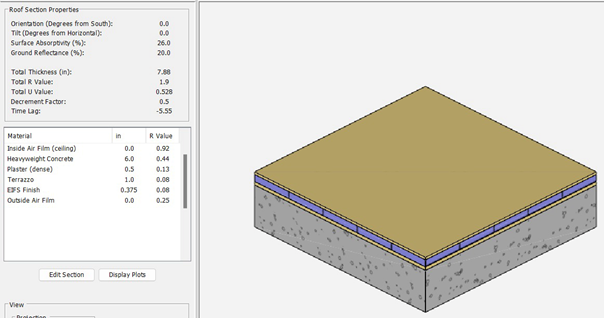 Roof Section Properties
Orientation (Degrees from South): 0.0
Tilt (Degrees from Horizontal): 0.0
Surface Absorptivity (%): 26.0
Ground Reflectance (%): 20.0
Total Thickness (in): 7.88
Total R Value: 1.9
Total U Value: 0.528
Decrement Factor: 0.5
Time Lag: -5.55
Material in R Value
Inside Air Film (ceiling) 0.0 0.92
Heavyweight Concrete 6.0 0.44
Plaster (dense) 0.5 0.13
Terrazzo 1.0 0.08
EIFS Finish 0.375 0.08
Outside Air Film 0.0 0.25
Edit Section Display Plots
View
Projection